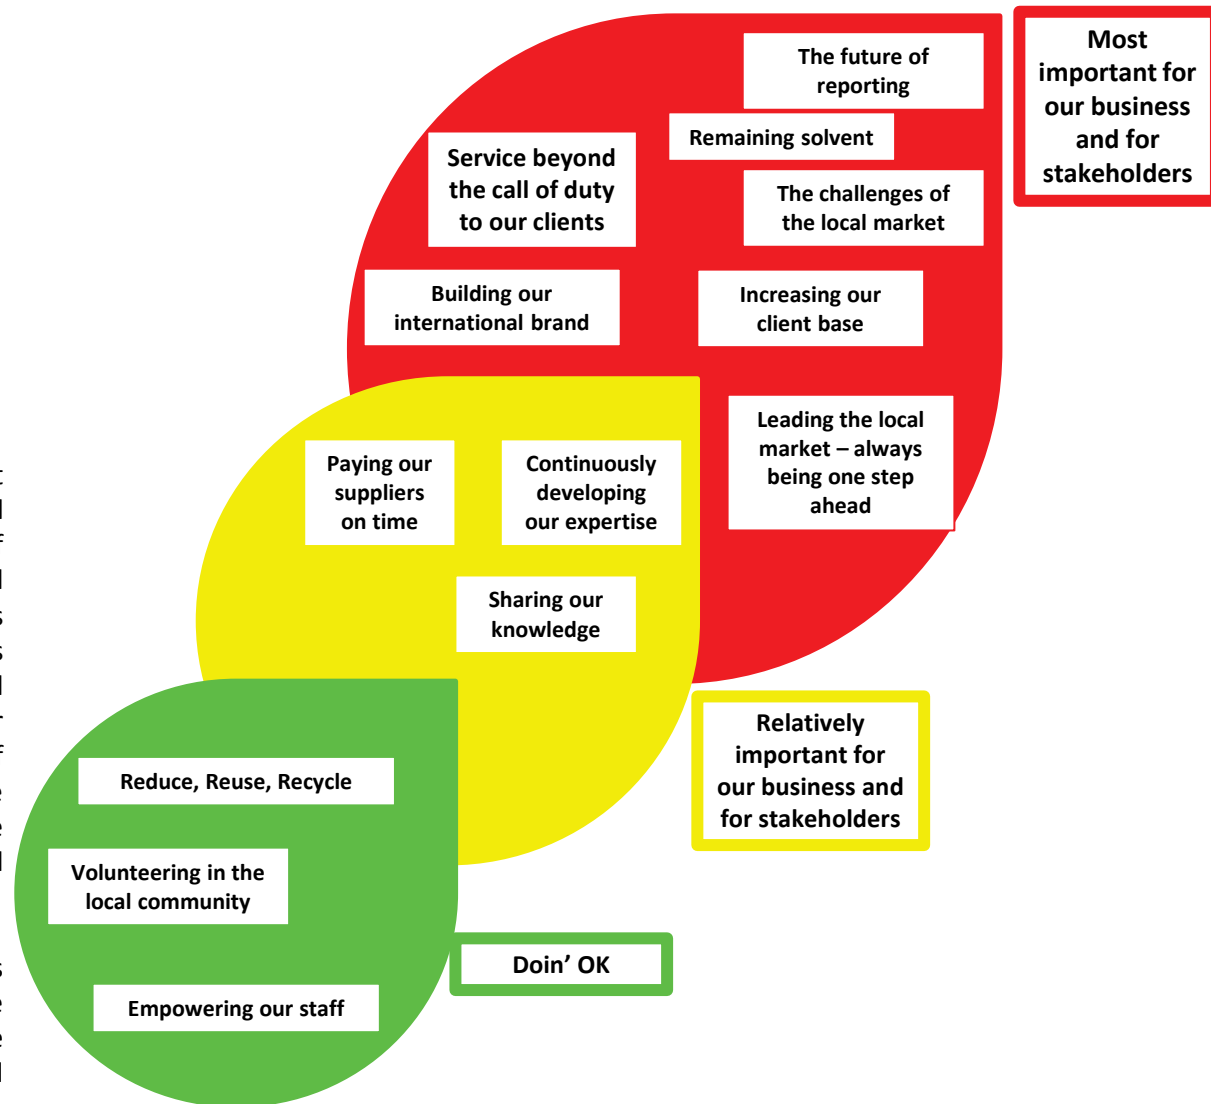 The future of
reporting
Most
important for
our business
and for
stakeholders
Remaining solvent
Service beyond
the call of duty
to our clients
The challenges of
the local market
Building our
international brand
Increasing our
client base
Leading the local
market – always
being one step
ahead
Paying our
suppliers
on time
Continuously
developing
our expertise
Sharing our
knowledge
Relatively
important for
our business and
for stakeholders
Reduce, Reuse, Recycle
Volunteering in the
local community
Doin’ OK
Empowering our staff